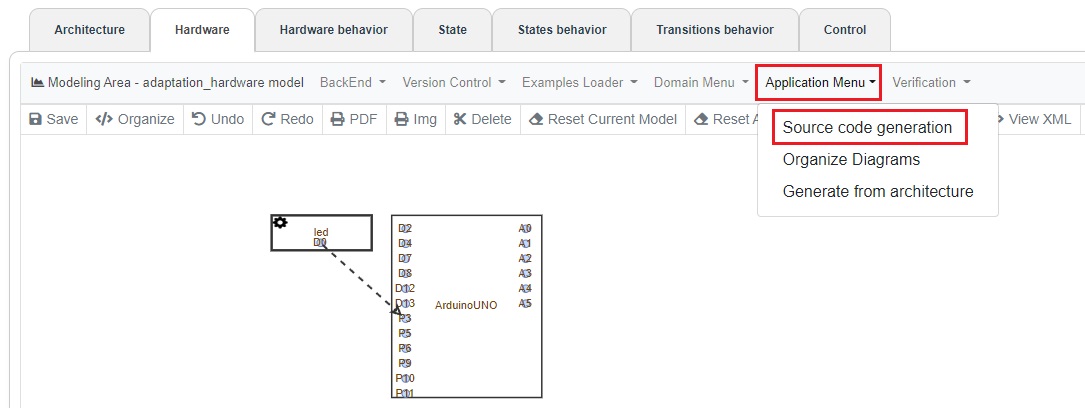 Architecture Hardware Hardware behavior State States behavior Transitions behavior Control
Modeling Area - adaptation_hardware model BackEnd Version Control Examples Loader Domain Menu Application Menu Verification
Save </> Organize Undo Redo PDF Img Delete Reset Current Model Reset A > View XML
Source code generation
Organize Diagrams
Generate from architecture
led
D0
D2 A0
D4 A1
D7 A2
D8 A3
D12 A4
D13 A5
ArduinoUNO
P3
P5
P6
P9
P10
P11